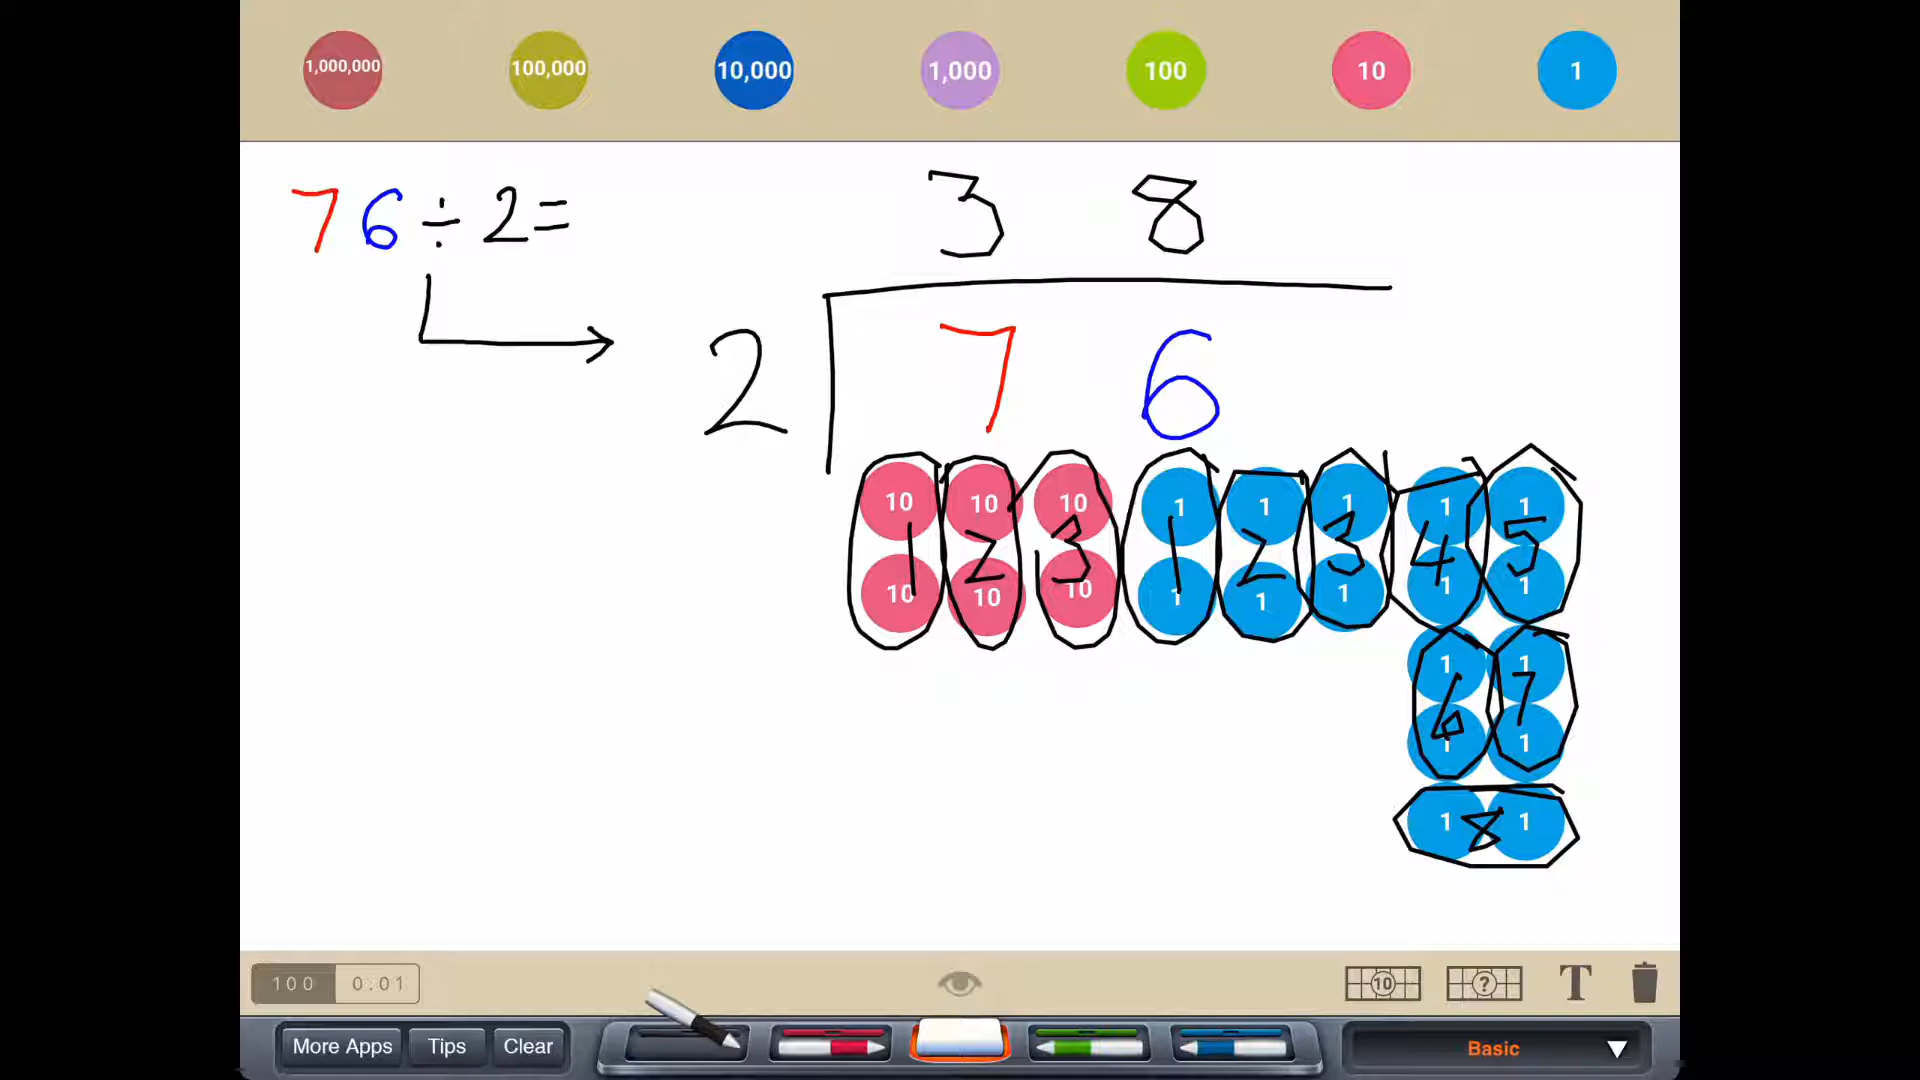 1,000,000 100,000 10,000 1,000 100 10 1
76 ÷ 2 =
3 8
2 7 6
10 10 10 1 1 1 1 1
1 2 3 1 2 3 4 5
10 10 10 1 1 1 1 1
1 1
6 7
1 1
1 8 1
100 0.01
10 ? T
More Apps Tips Clear Basic